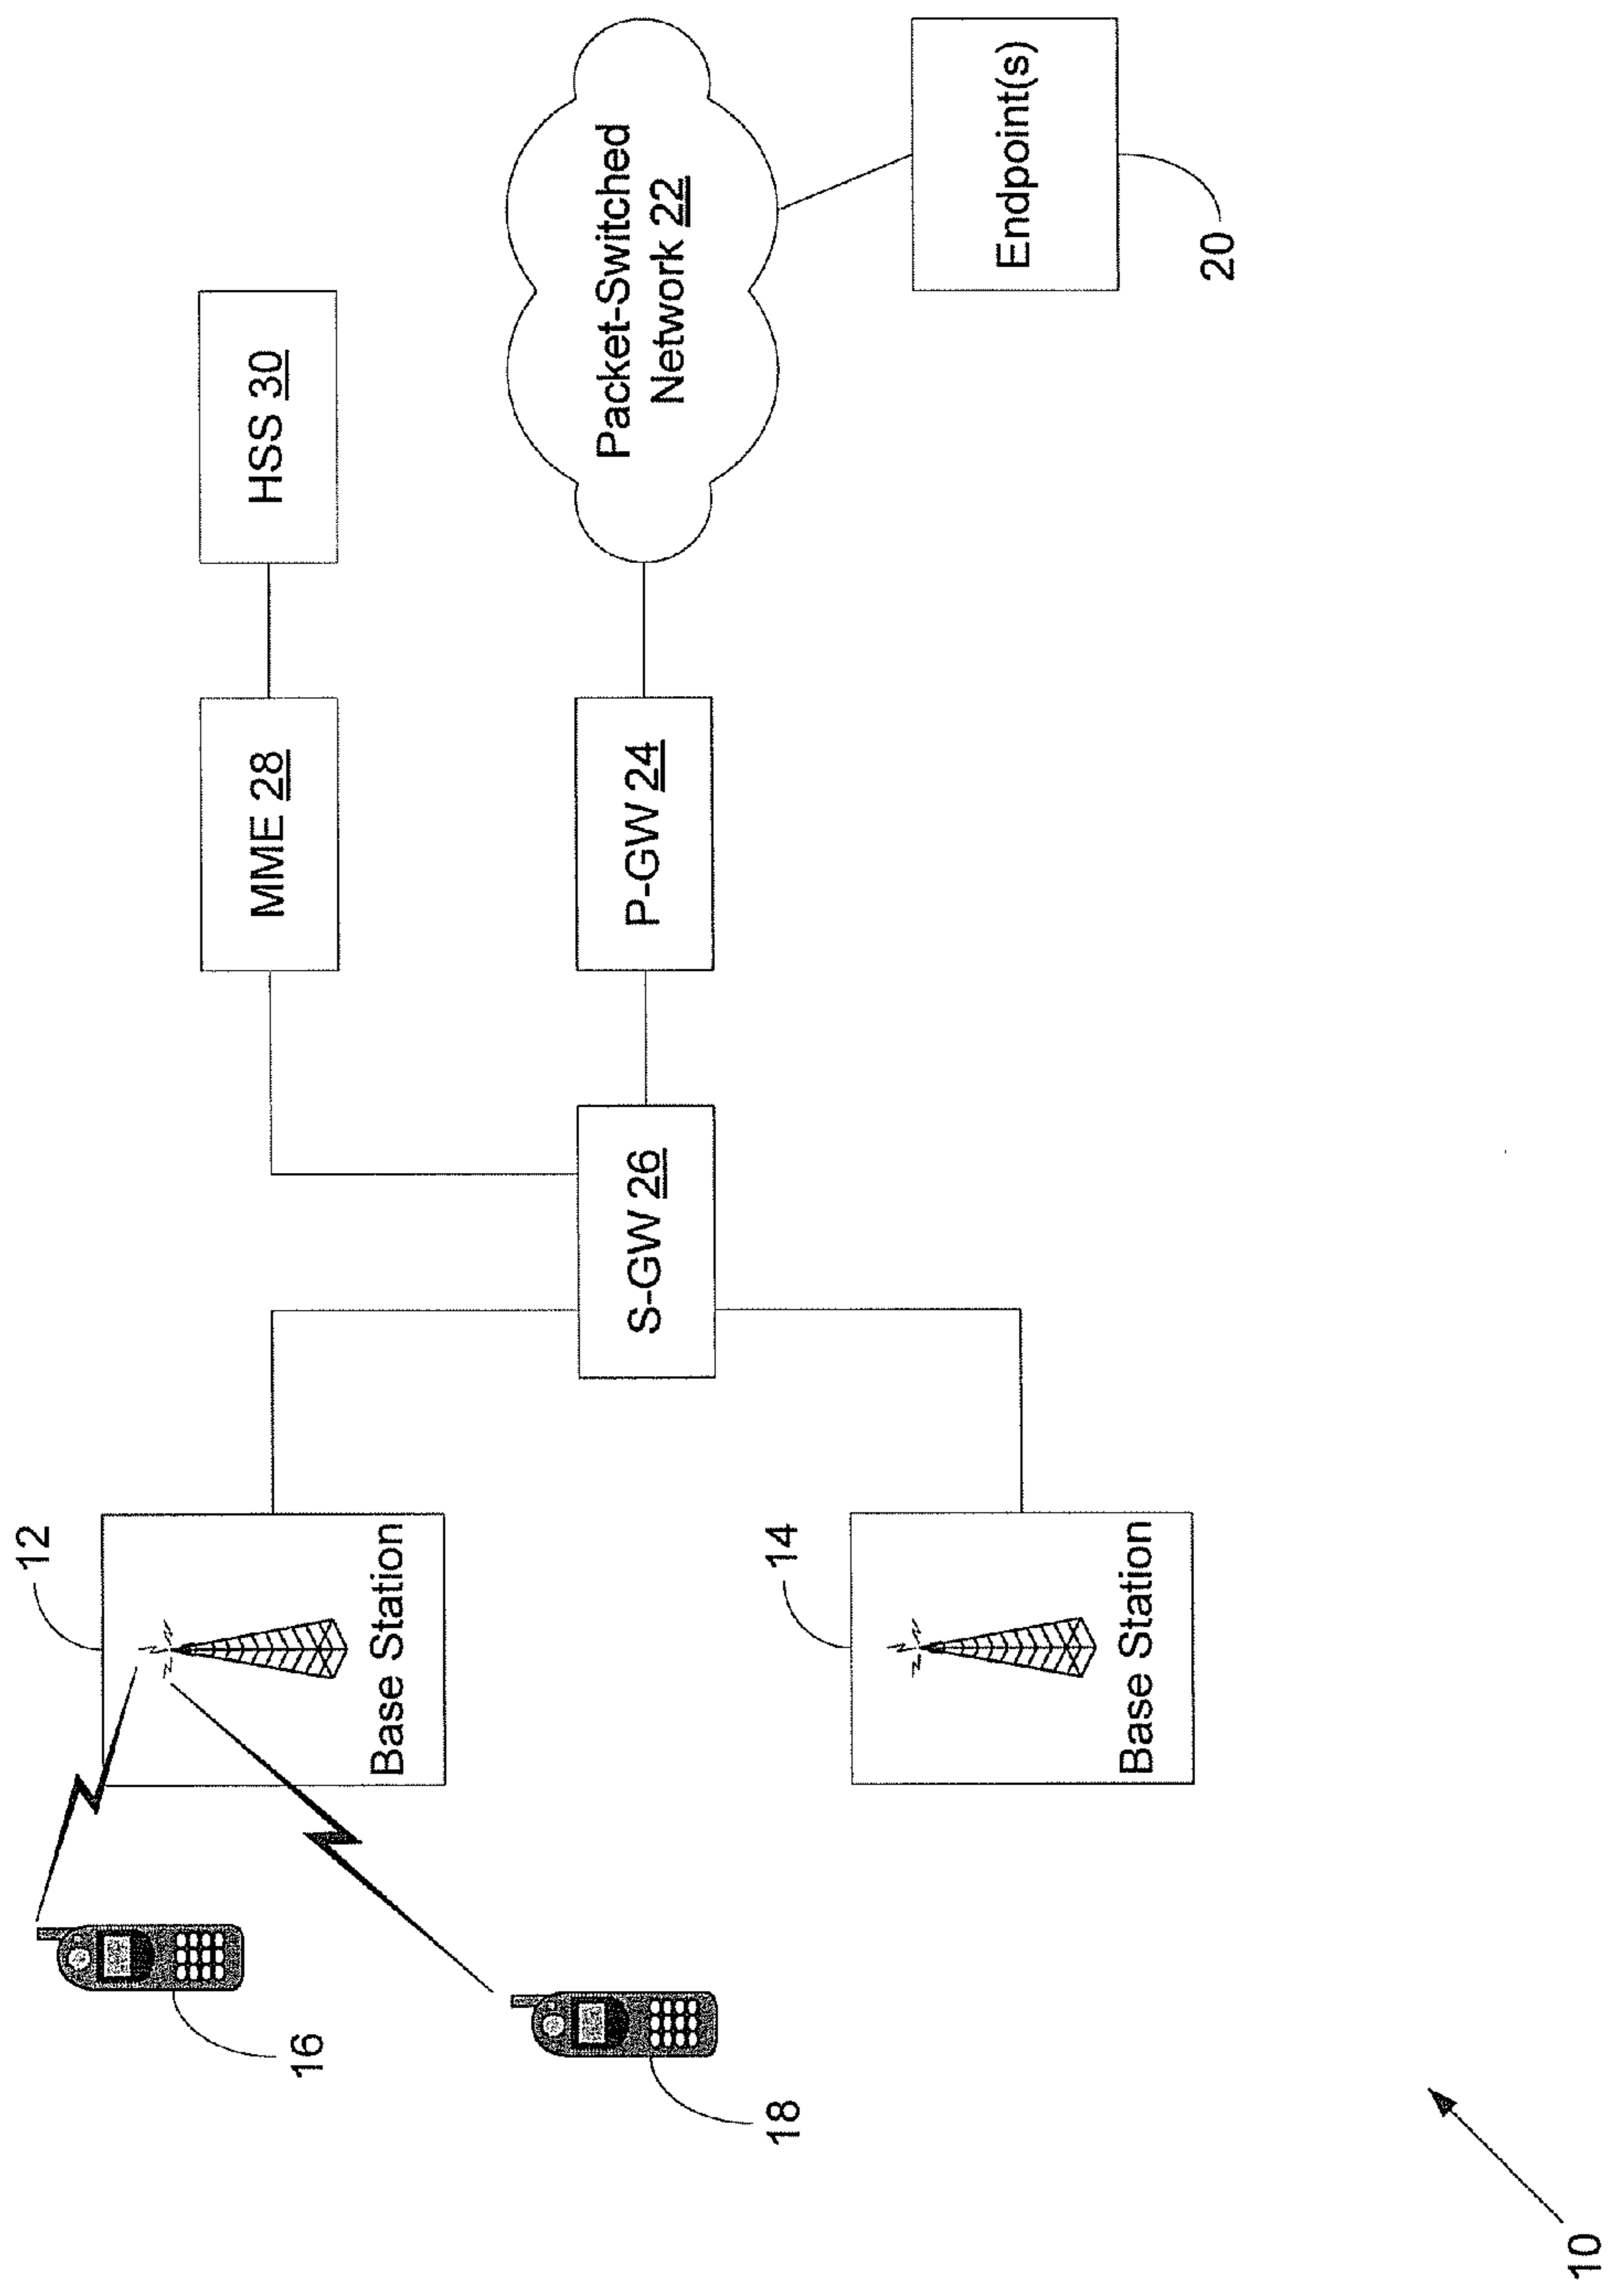 12
16
Base Station
18
14
Base Station
S-GW 26
MME 28
HSS 30
P-GW 24
Packet-Switched
Network 22
Endpoint(s)
20
10